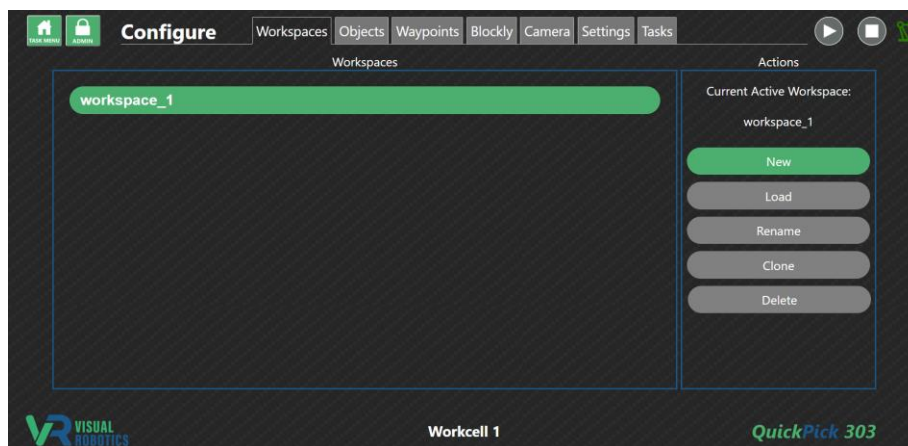 TASK MENU
ADMIN
Configure
Workspaces Objects Waypoints Blockly Camera Settings Tasks
Workspaces
workspace_1
Actions
Current Active Workspace:
workspace_1
New
Load
Rename
Clone
Delete
VR VISUAL
ROBOTICS
Workcell 1
QuickPick 303